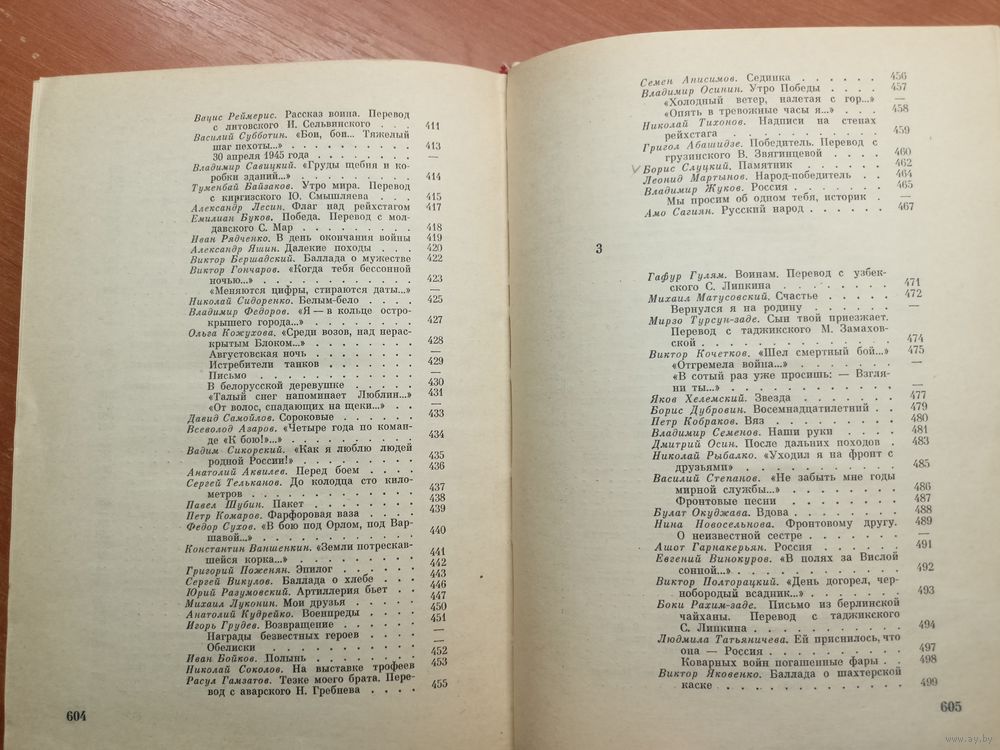 Вацис Реймерис. Рассказ воина. Перевод
с литовского И. Сельвинского . . . 411
Василий Субботин. «Бои, бои... Тяжелый
шаг пехоты...» . . . . . . . . 413
30 апреля 1945 года . . . . . . —
Владимир Савицкий. «Груды щебня и ко-
робки зданий...» . . . . . . . 414
Туменбай Байзаков. Утро мира. Перевод
с киргизского Ю. Смышляева . . . 415
Александр Лесин. Флаг над рейхстагом 417
Емилиан Буков. Победа. Перевод с мол-
давского С. Мар . . . . . . . 418
Иван Рядченко. В день окончания войны 419
Александр Яшин. Далекие походы . . . 420
Виктор Бершадский. Баллада о мужестве 422
Виктор Гончаров. «Когда тебя бессонной
ночью...» . . . . . . . . . 423
«Меняются цифры, стираются даты...» —
Николай Сидоренко. Белым-бело . . . . 425
Владимир Федоров. «Я — в кольце остро-
крышего города...» . . . . . . 427
Ольга Кожухова. «Среди возов, над нерас-
крытым Блоком...» . . . . . . 428
Августовская ночь . . . . . . —
Истребители танков . . . . . . 429
Письмо . . . . . . . . . —
В белорусской деревушке . . . . 430
«Талый снег напоминает Люблин...» 431
«От волос, спадающих на щеки...» . . —
Давид Самойлов. Сороковые . . . . . 433
Всеволод Азаров. «Четыре года по коман-
де «К бою!»...» . . . . . . . 434
Вадим Сикорский. «Как я люблю людей
родной России!» . . . . . . . 435
Анатолий Аквилев. Перед боем . . . . 436
Сергей Тельканов. До колодца сто кило-
метров . . . . . . . . . . 437
Павел Шубин. Пакет . . . . . . . 438
Петр Комаров. Фарфоровая ваза . . . . 439
Федор Сухов. «В бою под Орлом, под Вар-
шавой...» . . . . . . . . . 440
Константин Ваншенкин. «Земли потрескав-
шейся корка...» . . . . . . . 441
Григорий Поженян. Эпилог . . . . . 442
Сергей Викулов. Баллада о хлебе . . . . 443
Юрий Разумовский. Артиллерия бьет . . 446
Михаил Луконин. Мои друзья . . . . . 447
Анатолий Кудрейко. Военпреды . . . . 450
Игорь Грудев. Возвращение . . . . . 451
Награды безвестных героев . . . . —
Обелиски . . . . . . . . . —
Иван Бойков. Полынь . . . . . . . 452
Николай Соколов. На выставке трофеев 453
Расул Гамзатов. Тезке моего брата. Пере-
вод с аварского Н. Гребнева . . . . 455
604
Семен Анисимов. Сединка . . . . . . 456
Владимир Осинин. Утро Победы . . . . 457
«Холодный ветер, налетая с гор...» —
«Опять в тревожные часы я...» . . . 458
Николай Тихонов. Надписи на стенах
рейхстага . . . . . . . . . 459
Григол Абашидзе. Победитель. Перевод с
грузинского В. Звягинцевой . . . . 460
Борис Слуцкий. Памятник . . . . . . 462
Леонид Мартынов. Народ-победитель . . 464
Владимир Жуков. Россия . . . . . . 465
Мы просим об одном тебя, историк . —
Амо Сагиян. Русский народ . . . . . . 467
3
Гафур Гулям. Воинам. Перевод с узбек-
ского С. Липкина . . . . . . . 471
Михаил Матусовский. Счастье . . . . . 472
Вернулся я на родину . . . . . —
Мирзо Турсун-заде. Сын твой приезжает.
Перевод с таджикского М. Замахов-
ской . . . . . . . . . . . 474
Виктор Кочетков. «Шел смертный бой...» 475
«Отгремела война...» . . . . . . —
«В сотый раз уже просишь: — Взгля-
ни ты...» . . . . . . . . . —
Яков Хелемский. Звезда . . . . . . 477
Борис Дубровин. Восемнадцатилетний . . 479
Петр Кобраков. Вяз . . . . . . . 480
Владимир Семенов. Наши руки . . . . 481
Дмитрий Осин. После дальних походов . 483
Николай Рыбалко. «Уходил я на фронт с
друзьями» . . . . . . . . . 485
Василий Степанов. «Не забыть мне годы
мирной службы...» . . . . . . . 486
Фронтовые песни . . . . . . . 487
Булат Окуджава. Вдова . . . . . . . 488
Нина Новосельнова. Фронтовому другу. 489
О неизвестной сестре . . . . . . —
Ашот Гарнакерьян. Россия . . . . . . 491
Евгений Винокуров. «В полях за Вислой
сонной...» . . . . . . . . . 492
Виктор Полторацкий. «День догорел, чер-
нобородый всадник...» . . . . . . 493
Боки Рахим-заде. Письмо из берлинской
чайханы. Перевод с таджикского
С. Липкина . . . . . . . . . 494
Людмила Татьяничева. Ей приснилось, что
она — Россия . . . . . . . . 497
Коварных войн погашенные фары . . 498
Виктор Яковенко. Баллада о шахтерской
каске . . . . . . . . . . . 499
605
www.ay.by